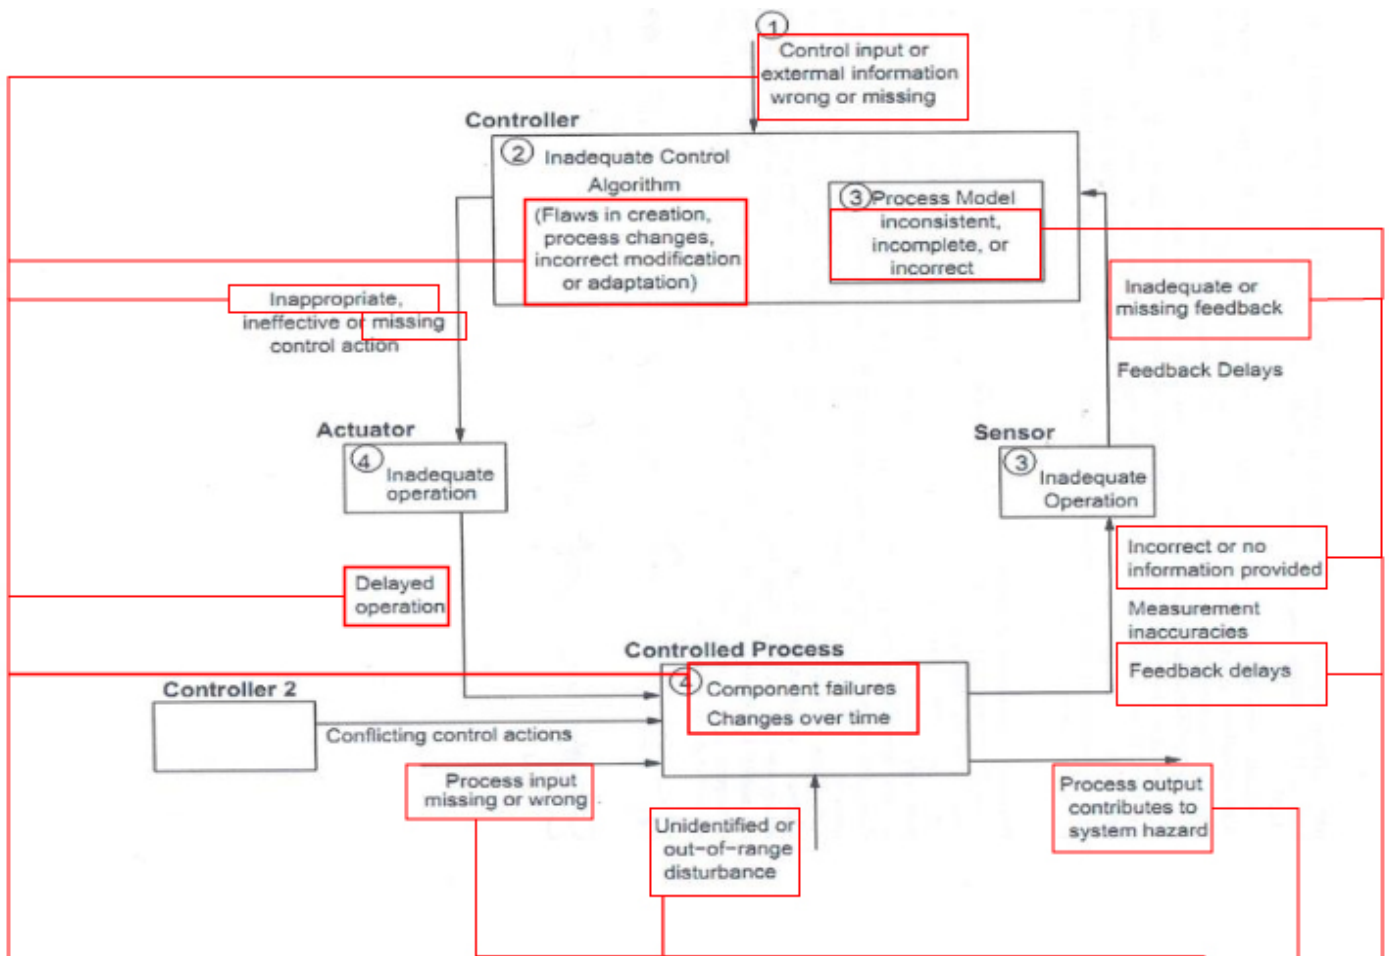 1
Control input or
extermal information
wrong or missing
Controller
2 Inadequate Control
Algorithm
(Flaws in creation,
process changes,
incorrect modification
or adaptation)
3 Process Model
inconsistent,
incomplete, or
incorrect
Inappropriate,
ineffective or missing
control action
Inadequate or
missing feedback
Feedback Delays
Actuator
4
Inadequate
operation
Sensor
3
Inadequate
Operation
Delayed
operation
Incorrect or no
information provided
Measurement
inaccuracies
Feedback delays
Controlled Process
4 Component failures
Changes over time
Controller 2
Conflicting control actions
Process input
missing or wrong
Unidentified or
out-of-range
disturbance
Process output
contributes to
system hazard